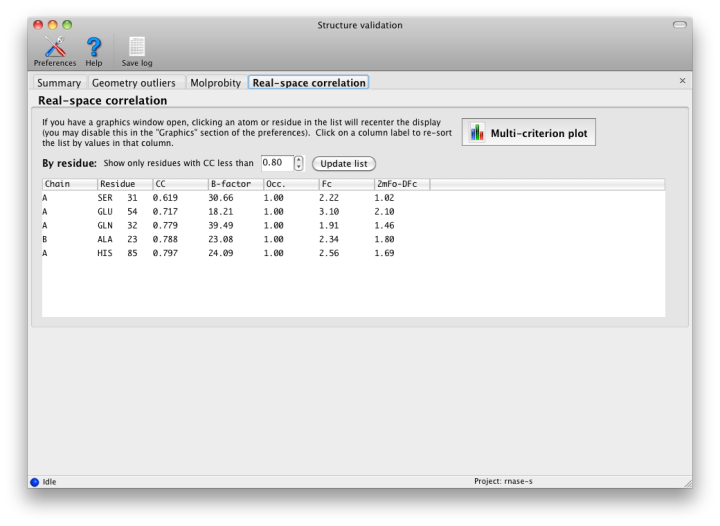 Structure validation
Preferences Help Save log
Summary Geometry outliers Molprobity Real-space correlation ×
Real-space correlation
If you have a graphics window open, clicking an atom or residue in the list will recenter the display
(you may disable this in the "Graphics" section of the preferences). Click on a column label to re-sort
the list by values in that column.
Multi-criterion plot
By residue: Show only residues with CC less than 0.80 Update list
Chain Residue CC B-factor Occ. Fc 2mFo-DFc
A SER 31 0.619 30.66 1.00 2.22 1.02
A GLU 54 0.717 18.21 1.00 3.10 2.10
A GLN 32 0.779 39.49 1.00 1.91 1.46
B ALA 23 0.788 23.08 1.00 2.34 1.80
A HIS 85 0.797 24.09 1.00 2.56 1.69
Idle Project: rnase-s